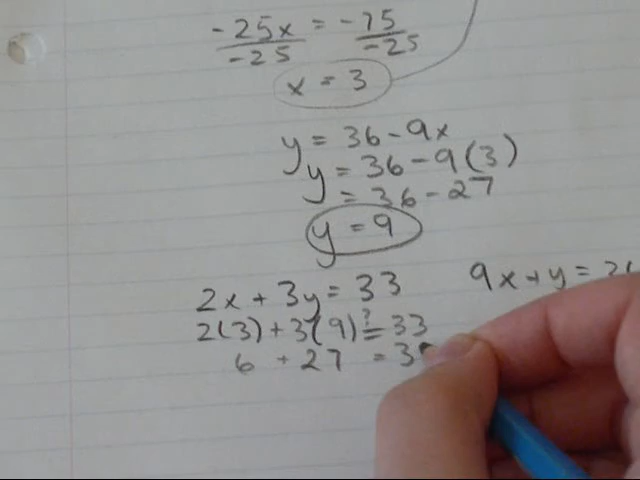 -25x = -75
-25 -25
x = 3
y = 36 - 9x
y = 36 - 9(3)
= 36 - 27
y = 9
2x + 3y = 33 9x + y =
2(3) + 3(9) ?= 33
6 + 27 = 3